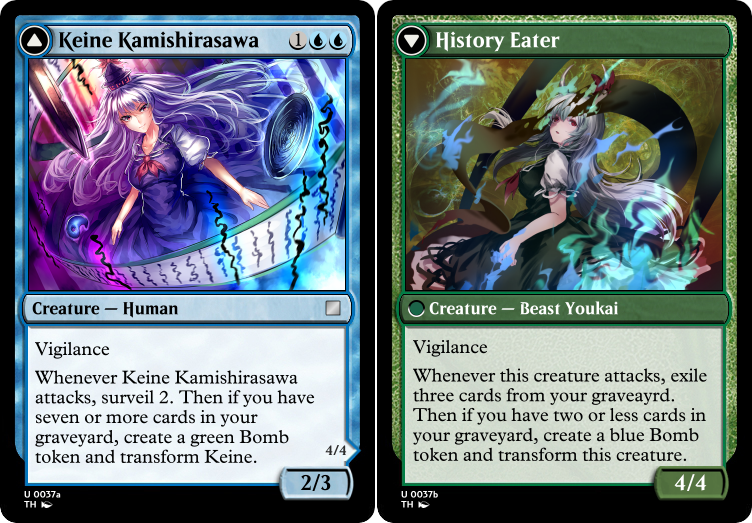 Keine Kamishirasawa 1
Creature — Human
Vigilance
Whenever Keine Kamishirasawa
attacks, surveil 2. Then if you have
seven or more cards in your
graveyard, create a green Bomb
token and transform Keine.
4/4
2/3
U 0037a
TH
History Eater
Creature — Beast Youkai
Vigilance
Whenever this creature attacks, exile
three cards from your graveayrd.
Then if you have two or less cards in
your graveyard, create a blue Bomb
token and transform this creature.
4/4
U 0037b
TH